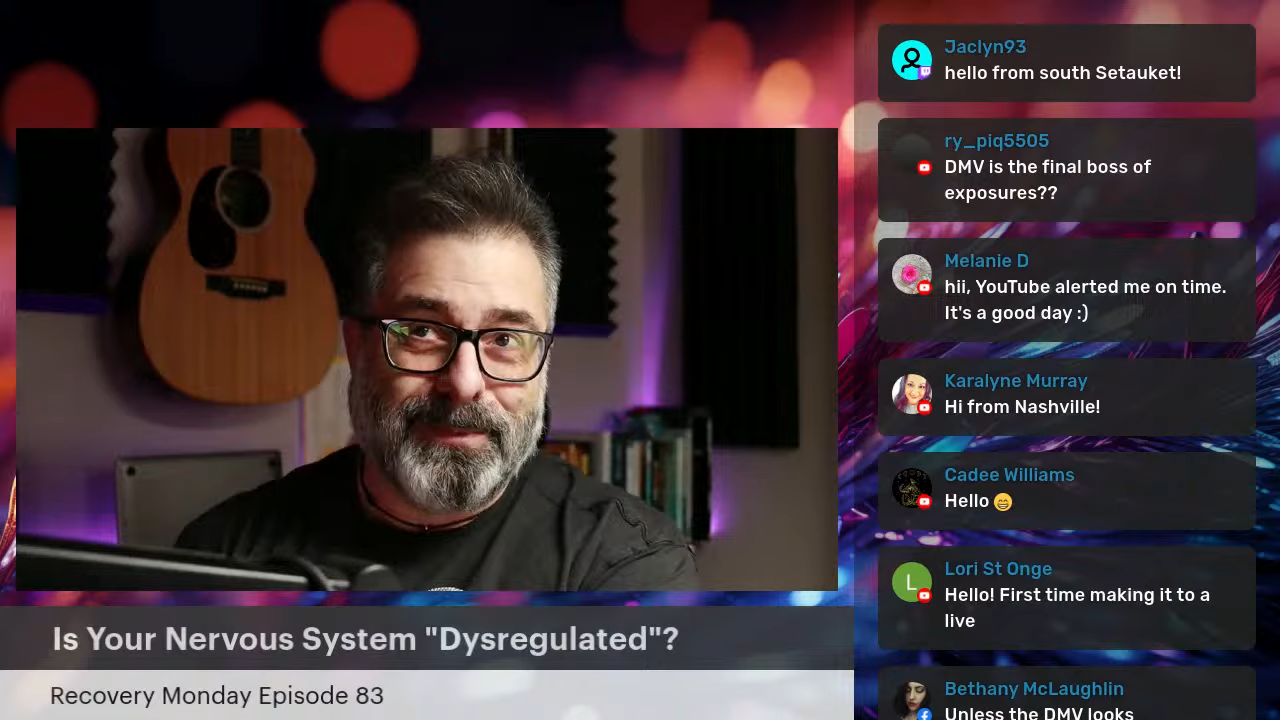 Is Your Nervous System "Dysregulated"?
Recovery Monday Episode 83
Jaclyn93
hello from south Setauket!
ry_piq5505
DMV is the final boss of
exposures??
Melanie D
hii, YouTube alerted me on time.
It's a good day :)
Karalyne Murray
Hi from Nashville!
Cadee Williams
Hello 😁
L
Lori St Onge
Hello! First time making it to a
live
Bethany McLaughlin
Unless the DMV looks